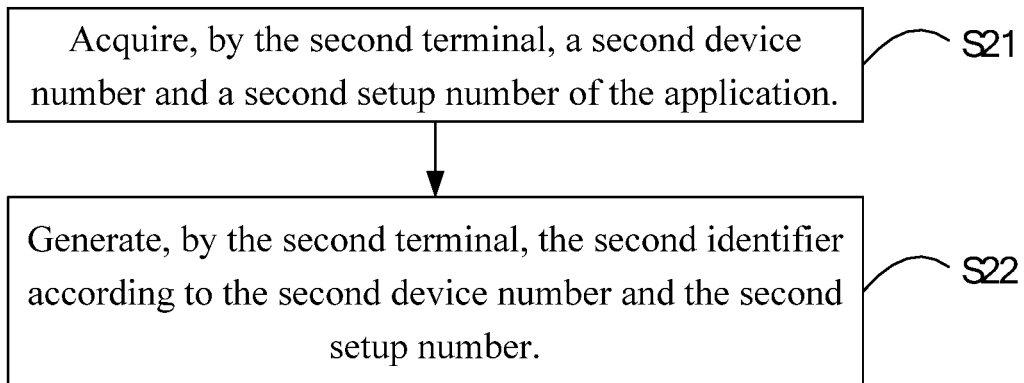 Acquire, by the second terminal, a second device
number and a second setup number of the application.
S21
Generate, by the second terminal, the second identifier
according to the second device number and the second
setup number.
S22